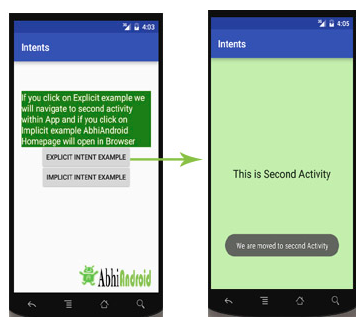 4:03
Intents
If you click on Explicit example we
will navigate to second activity
within App and if you click on
Implicit example AbhiAndroid
Homepage will open in Browser
EXPLICIT INTENT EXAMPLE
IMPLICIT INTENT EXAMPLE
AbhiAndroid
4:05
Intents
This is Second Activity
We are moved to second Activity